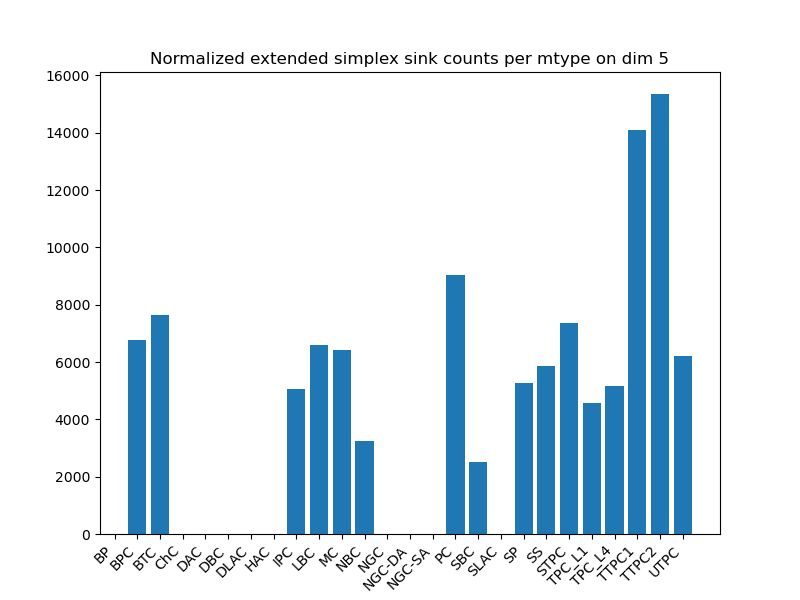 Normalized extended simplex sink counts per mtype on dim 5
16000
14000
12000
10000
8000
6000
4000
2000
0
BP
BPC
BTC
ChC
DAC
DBC
DLAC
HAC
IPC
LBC
MC
NBC
NGC
NGC-DA
NGC-SA
PC
SBC
SLAC
SP
SS
STPC
TPC_L1
TPC_L4
TTPC1
TTPC2
UTPC